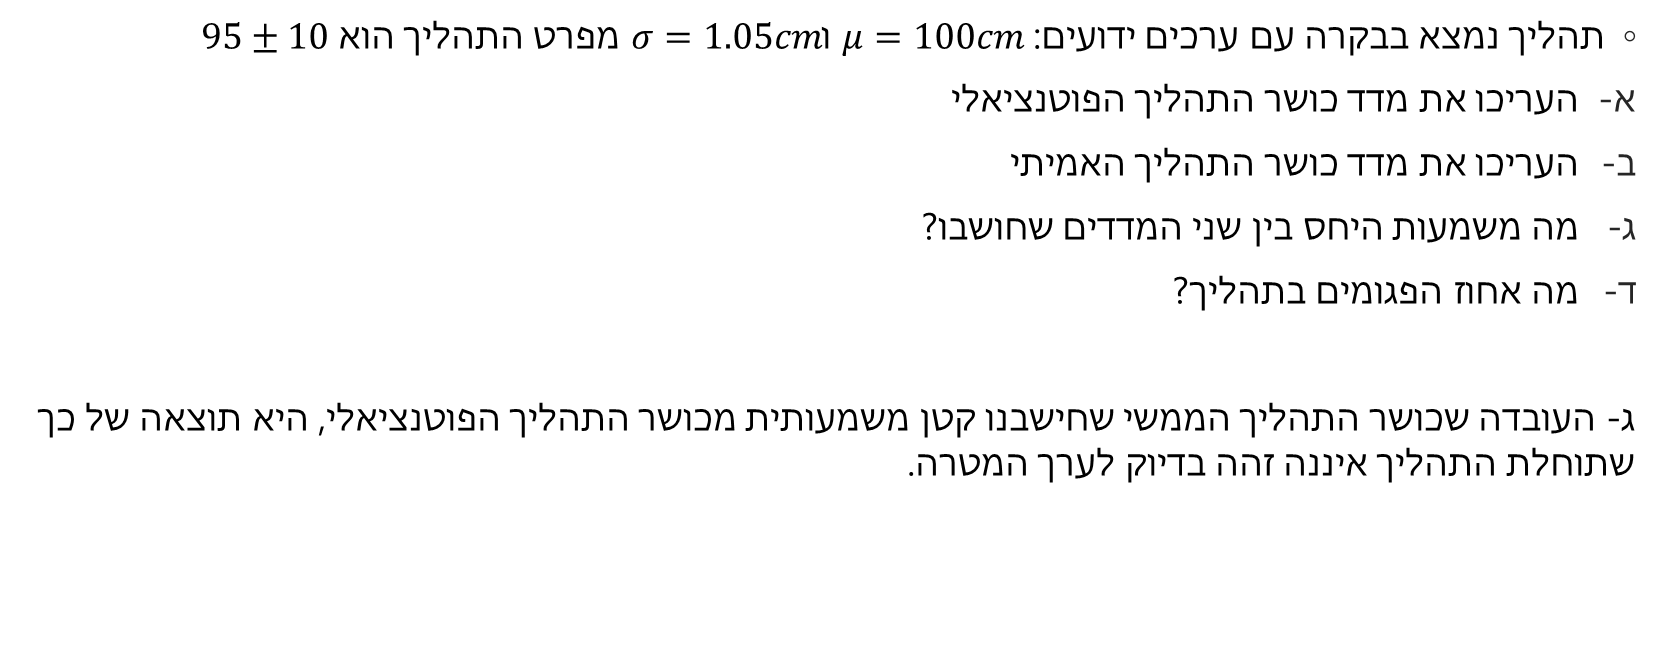 ◦ תהליך נמצא בבקרה עם ערכים ידועים: μ = 100cm וσ = 1.05cm מפרט התהליך הוא 95 ± 10
א- העריכו את מדד כושר התהליך הפוטנציאלי
ב- העריכו את מדד כושר התהליך האמיתי
ג- מה משמעות היחס בין שני המדדים שחושבו?
ד- מה אחוז הפגומים בתהליך?
ג- העובדה שכושר התהליך הממשי שחישבנו קטן משמעותית מכושר התהליך הפוטנציאלי, היא תוצאה של כך
שתוחלת התהליך איננה זהה בדיוק לערך המטרה.